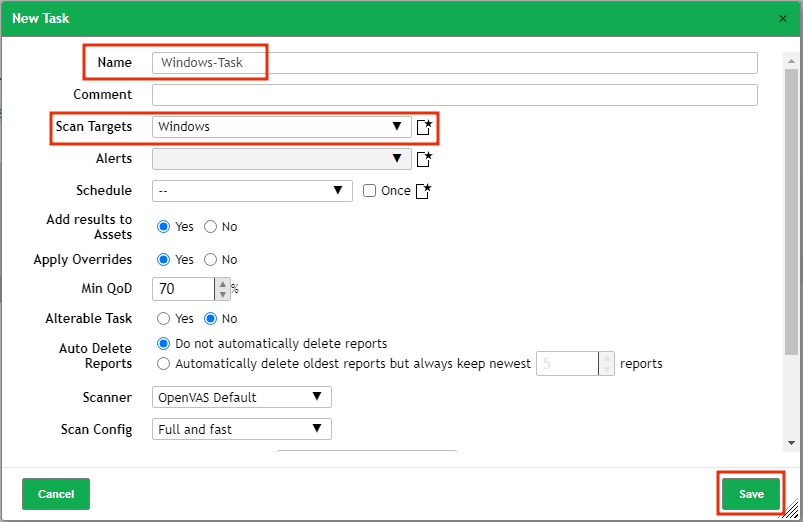 New Task ×
Name Windows-Task
Comment
Scan Targets Windows ▼
Alerts ▼
Schedule -- ▼ Once
Add results to
Assets Yes No
Apply Overrides Yes No
Min QoD 70 %
Alterable Task Yes No
Auto Delete
Reports Do not automatically delete reports
Automatically delete oldest reports but always keep newest 5 reports
Scanner OpenVAS Default ▼
Scan Config Full and fast ▼
Cancel Save